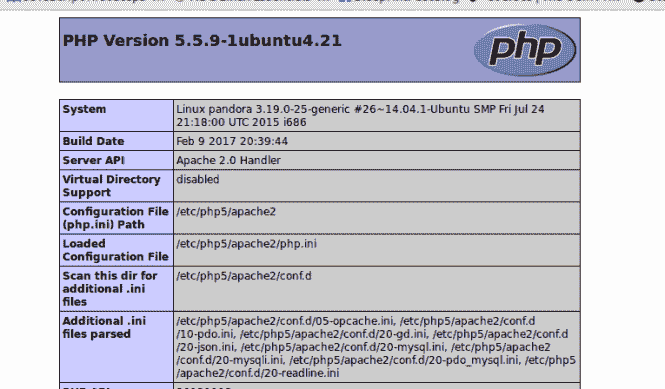 PHP Version 5.5.9-1ubuntu4.21
php
System
Linux pandora 3.19.0-25-generic #26~14.04.1-Ubuntu SMP Fri Jul 24
21:18:00 UTC 2015 i686
Build Date
Feb 9 2017 20:39:44
Server API
Apache 2.0 Handler
Virtual Directory
Support
disabled
Configuration File
(php.ini) Path
/etc/php5/apache2
Loaded
Configuration File
/etc/php5/apache2/php.ini
Scan this dir for
additional .ini
files
/etc/php5/apache2/conf.d
Additional .ini
files parsed
/etc/php5/apache2/conf.d/05-opcache.ini, /etc/php5/apache2/conf.d
/10-pdo.ini, /etc/php5/apache2/conf.d/20-gd.ini, /etc/php5/apache2/conf.d
/20-json.ini, /etc/php5/apache2/conf.d/20-mysql.ini, /etc/php5/apache2
/conf.d/20-mysqli.ini, /etc/php5/apache2/conf.d/20-pdo_mysql.ini, /etc/php5
/apache2/conf.d/20-readline.ini